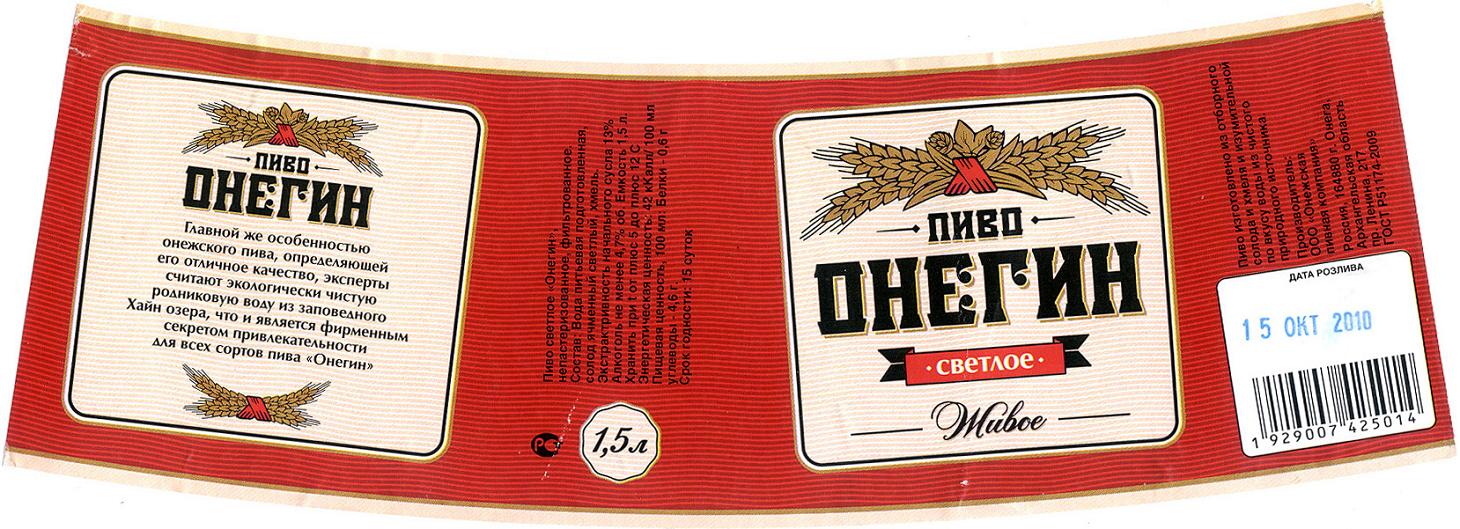 ПИВО
ОНЕГИН
Главной же особенностью
онежского пива, определяющей
его отличное качество, эксперты
считают экологически чистую
родниковую воду из заповедного
Хайн озера, что и является фирменным
секретом привлекательности
для всех сортов пива «Онегин»
Пиво светлое «Онегин»,
непастеризованное, фильтрованное.
Состав: Вода питьевая подготовленная,
солод ячменный светлый, хмель.
Экстрактивность начального сусла 13%
Алкоголь не менее 4,7% об. Емкость 1,5 л.
Хранить при t от плюс 5 до плюс 12 С
Энергетическая ценность: 42 кКалл/ 100 мл
Пищевая ценность, 100 мл: Белки - 0,6 г
углеводы - 4,6 г.
Срок годности: 15 суток
РС
1,5л
ПИВО
ОНЕГИН
· СВЕТЛОЕ ·
Живое
Пиво изготовлено из отборного
солода и хмеля и изумительной
по вкусу воды из чистого
природного источника.
Производитель:
ООО «Онежская
пивная компания»
Россия, 164880 г. Онега,
Архангельская область
пр. Ленина, 217
ГОСТ Р51174-2009
ДАТА РОЗЛИВА
15 ОКТ 2010
1 929007 425014